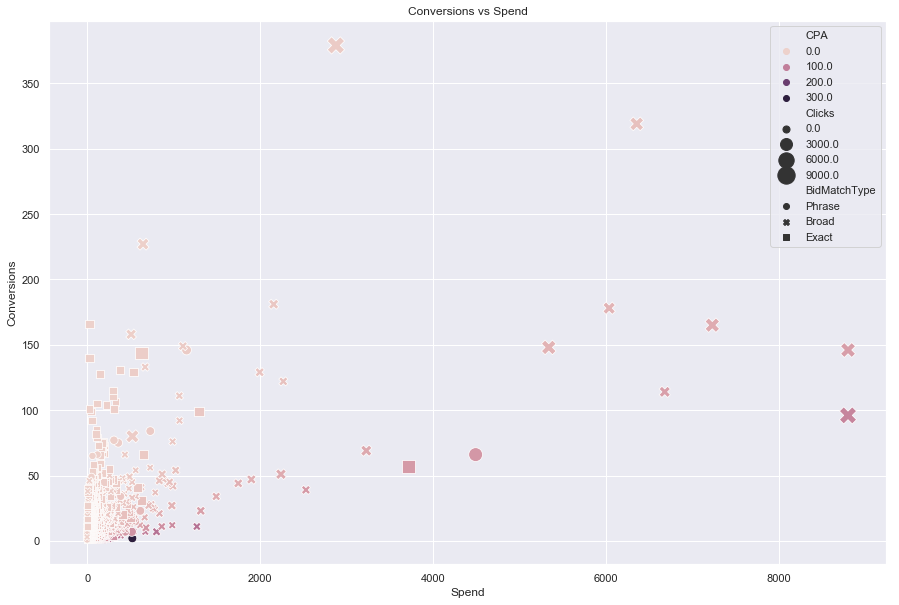 Conversions vs Spend
CPA
0.0
100.0
200.0
300.0
Clicks
0.0
3000.0
6000.0
9000.0
BidMatchType
Phrase
Broad
Exact
Conversions
350
300
250
200
150
100
50
0
0 2000 4000 6000 8000
Spend